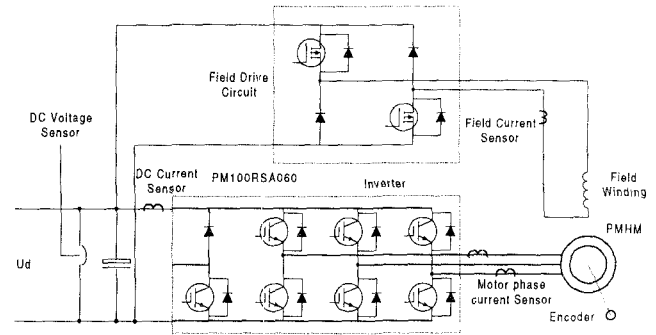 Field Drive
Circuit
DC Voltage
Sensor
Field Current
Sensor
DC Current
Sensor
PM100RSA060
Inverter
Field
Winding
PMHM
Ud
Motor phase
current Sensor
Encoder